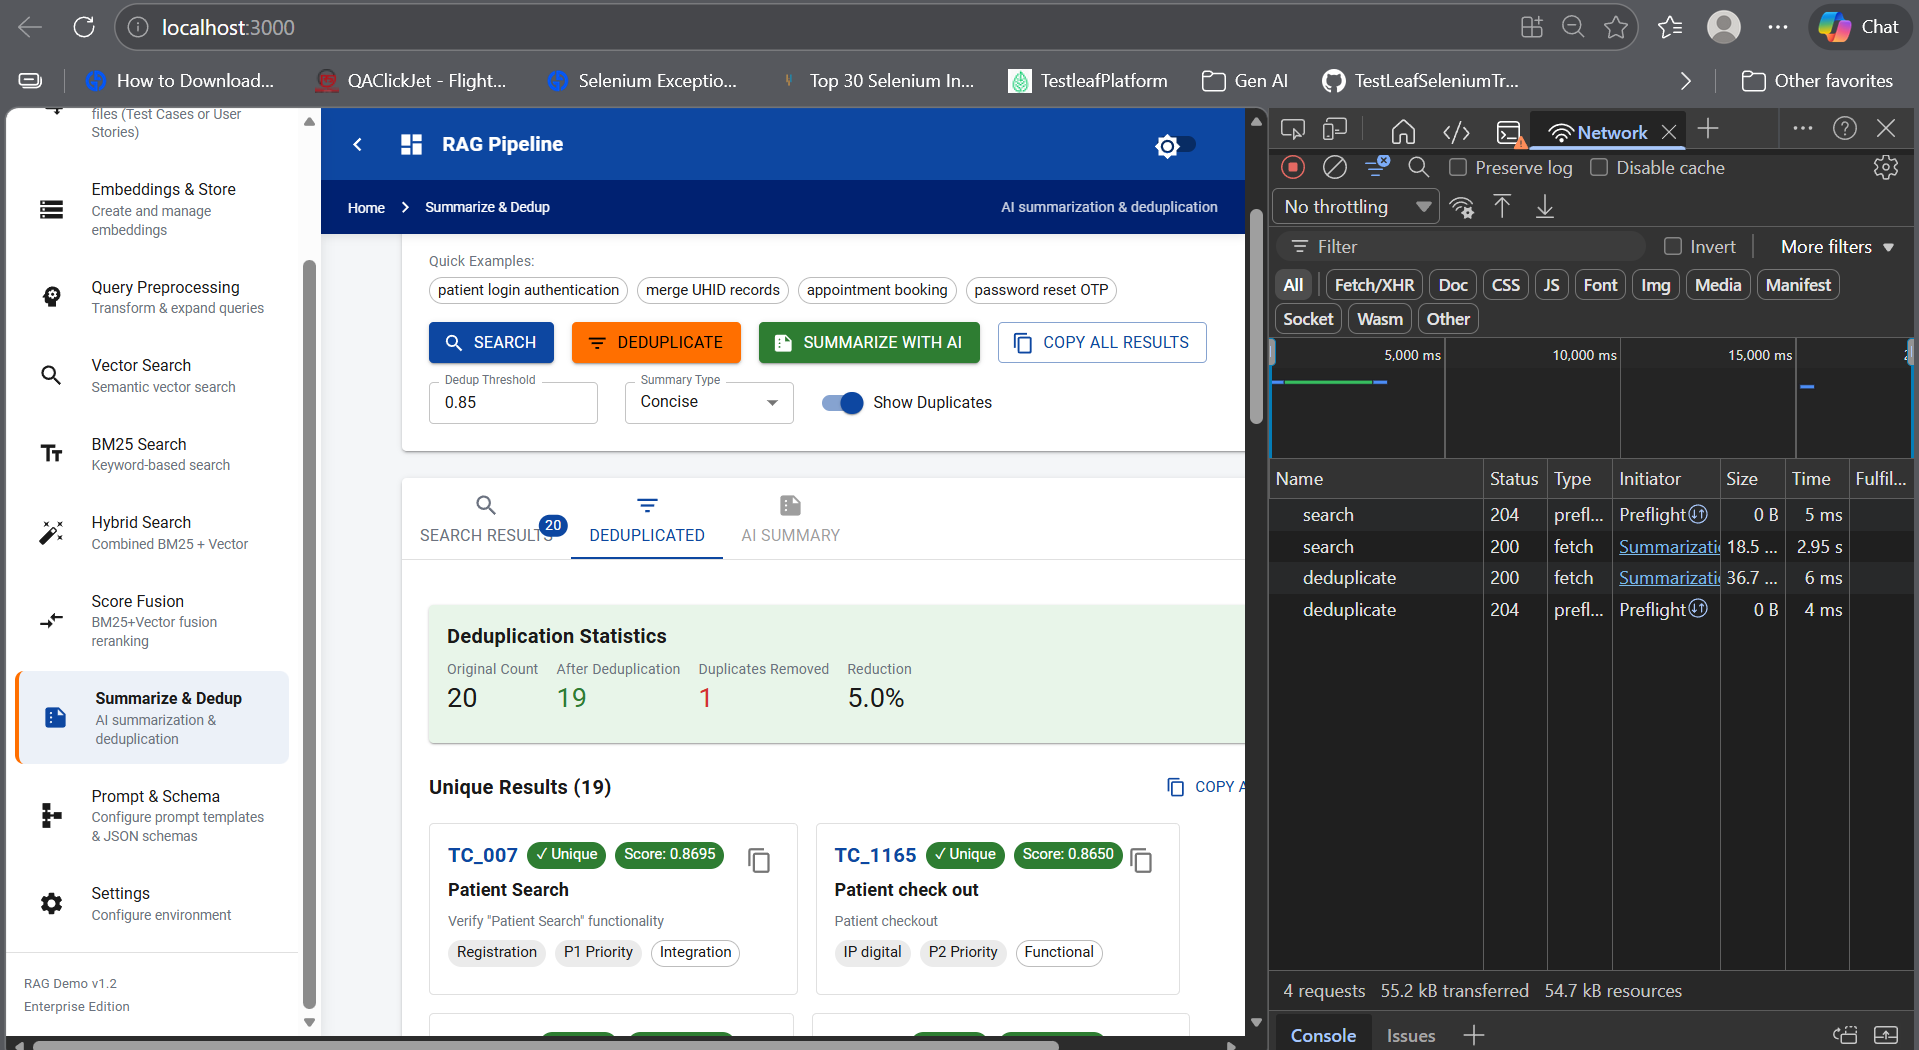 localhost:3000
Chat
How to Download...
QAClickJet - Flight...
Selenium Exceptio...
Top 30 Selenium In...
TestleafPlatform
Gen AI
TestLeafSeleniumTr...
Other favorites
files (Test Cases or User
Stories)
Embeddings & Store
Create and manage
embeddings
Query Preprocessing
Transform & expand queries
Vector Search
Semantic vector search
BM25 Search
Keyword-based search
Hybrid Search
Combined BM25 + Vector
Score Fusion
BM25+Vector fusion
reranking
Summarize & Dedup
AI summarization &
deduplication
Prompt & Schema
Configure prompt templates
& JSON schemas
Settings
Configure environment
RAG Demo v1.2
Enterprise Edition
RAG Pipeline
Home > Summarize & Dedup
AI summarization & deduplication
Quick Examples:
patient login authentication
merge UHID records
appointment booking
password reset OTP
SEARCH
DEDUPLICATE
SUMMARIZE WITH AI
COPY ALL RESULTS
Dedup Threshold
0.85
Summary Type
Concise
Show Duplicates
SEARCH RESULTS
20
DEDUPLICATED
AI SUMMARY
Deduplication Statistics
Original Count After Deduplication Duplicates Removed Reduction
20 19 1 5.0%
Unique Results (19)
COPY A
TC_007 ✓ Unique Score: 0.8695
Patient Search
Verify "Patient Search" functionality
Registration P1 Priority Integration
TC_1165 ✓ Unique Score: 0.8650
Patient check out
Patient checkout
IP digital P2 Priority Functional
Network
Preserve log
Disable cache
No throttling
Filter
Invert
More filters
All Fetch/XHR Doc CSS JS Font Img Media Manifest
Socket Wasm Other
5,000 ms 10,000 ms 15,000 ms
Name Status Type Initiator Size Time Fulfil...
search 204 prefl... Preflight 0 B 5 ms
search 200 fetch Summarizati 18.5 ... 2.95 s
deduplicate 200 fetch Summarizati 36.7 ... 6 ms
deduplicate 204 prefl... Preflight 0 B 4 ms
4 requests 55.2 kB transferred 54.7 kB resources
Console Issues